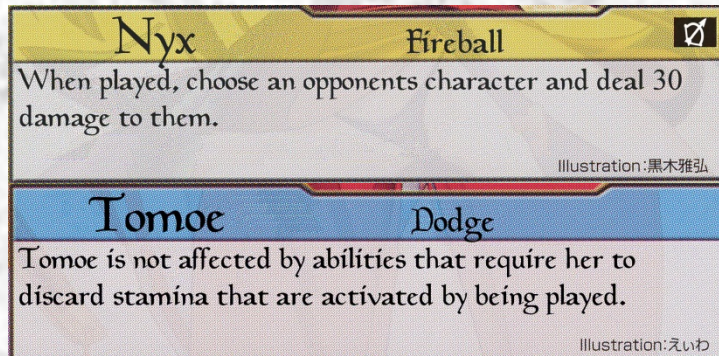 Nyx Fireball
When played, choose an opponents character and deal 30
damage to them.
Illustration:黒木雅弘
Tomoe Dodge
Tomoe is not affected by abilities that require her to
discard stamina that are activated by being played.
Illustration:えぃわ